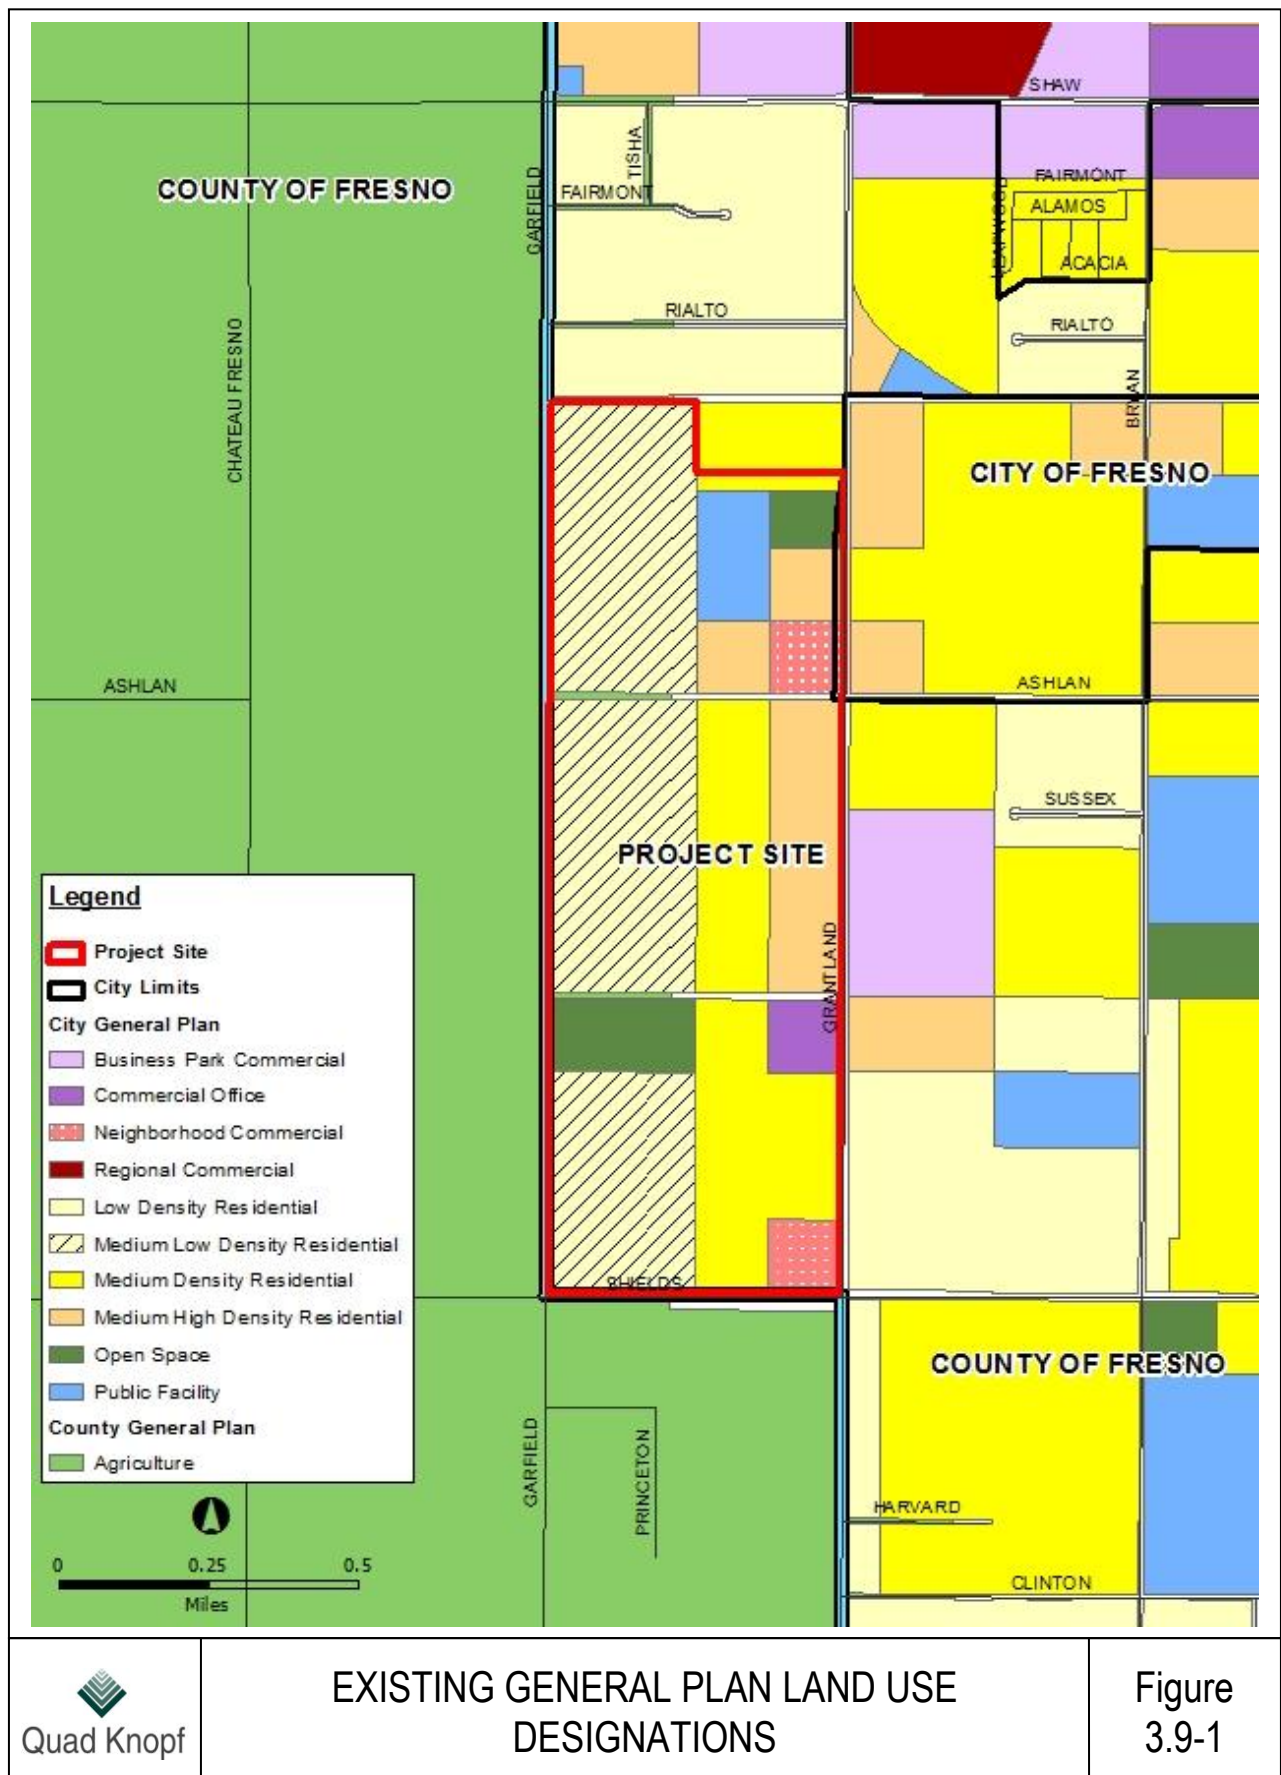 SHAW
TISHA
FAIRMONT
COUNTY OF FRESNO
GARFIELD
FAIRMONT
LEAFWOOD
ALAMOS
ACACIA
RIALTO
RIALTO
CHATEAU FRESNO
BRYAN
CITY OF FRESNO
ASHLAN
ASHLAN
SUSSEX
PROJECT SITE
GRANTLAND
SHIELDS
COUNTY OF FRESNO
GARFIELD
PRINCETON
HARVARD
CLINTON
Legend
Project Site
City Limits
City General Plan
Business Park Commercial
Commercial Office
Neighborhood Commercial
Regional Commercial
Low Density Residential
Medium Low Density Residential
Medium Density Residential
Medium High Density Residential
Open Space
Public Facility
County General Plan
Agriculture
0 0.25 0.5
Miles
Quad Knopf
EXISTING GENERAL PLAN LAND USE
DESIGNATIONS
Figure
3.9-1